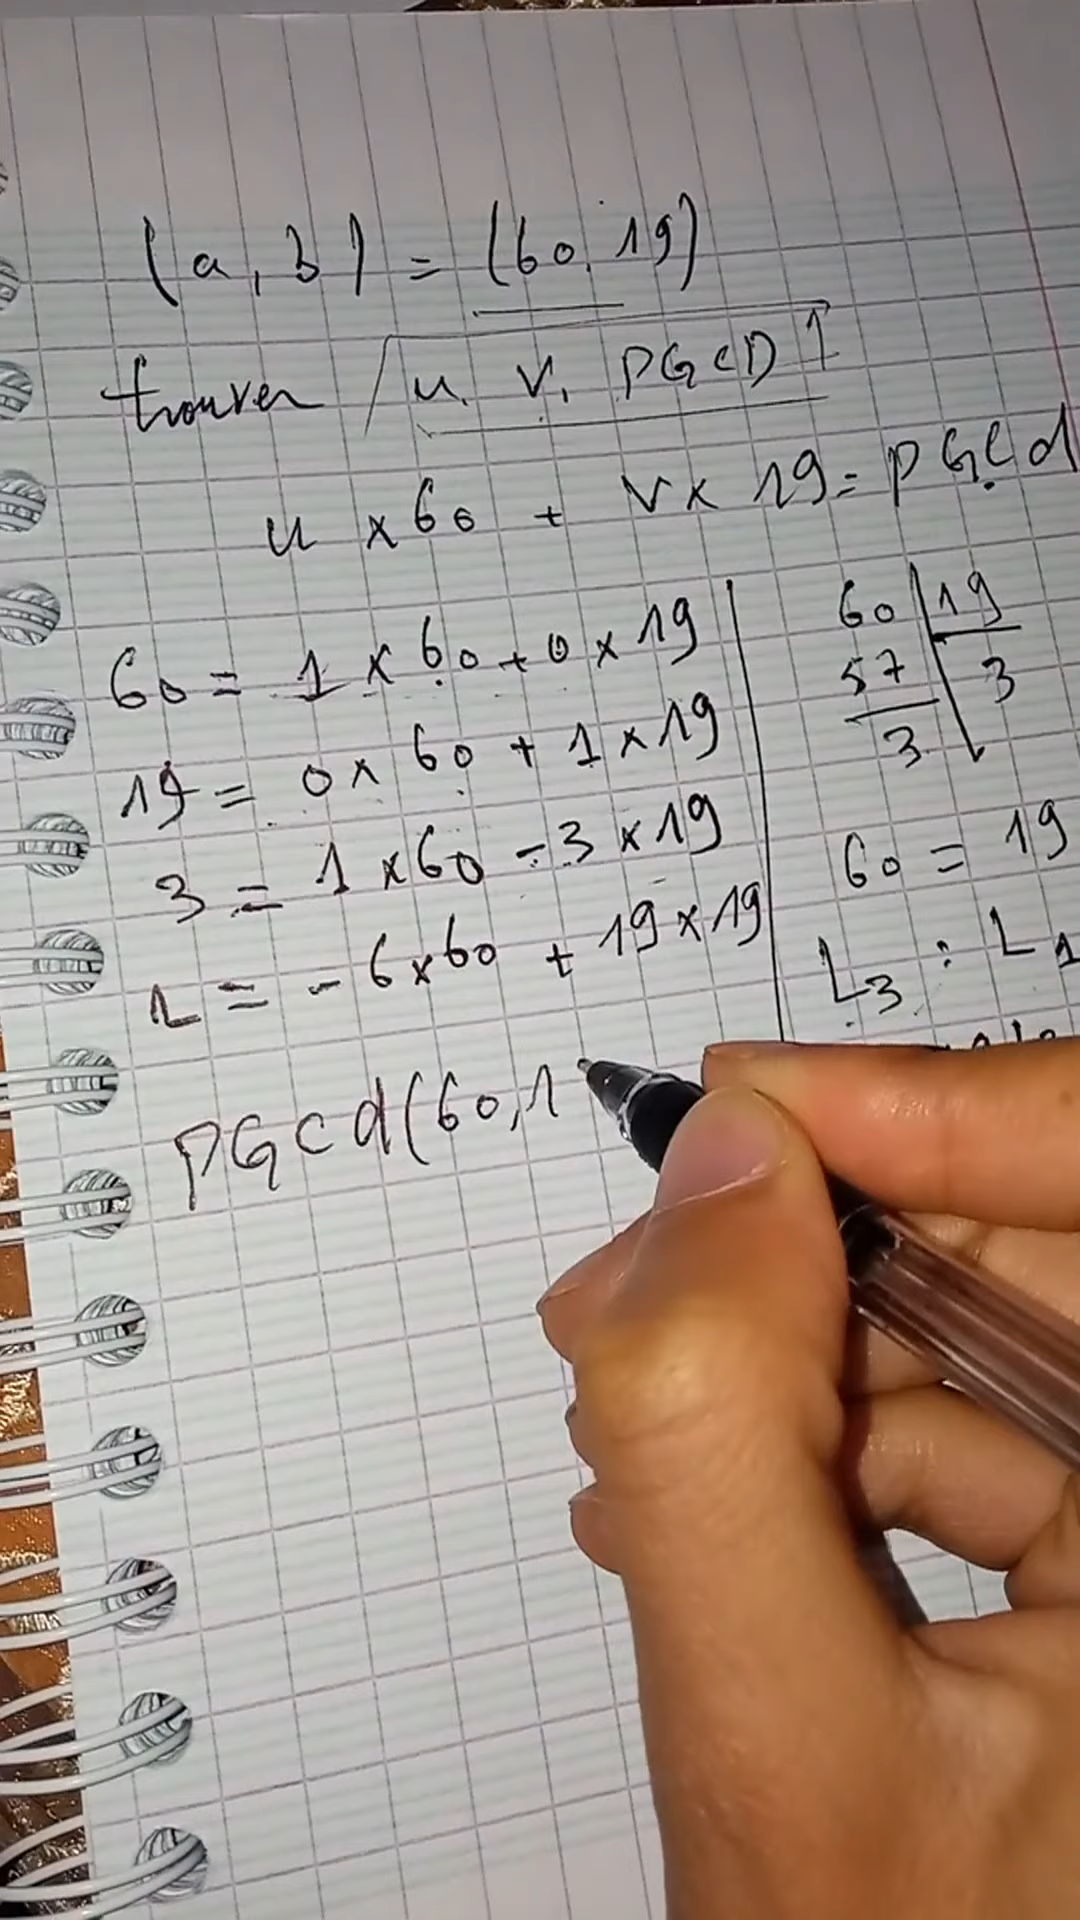 (a, b) = (60, 19)
trouver u, v, PGCD
u x 60 + v x 19 = PGCd
60 = 1 x 60 + 0 x 19
19 = 0 x 60 + 1 x 19
3 = 1 x 60 - 3 x 19
1 = - 6 x 60 + 19 x 19
PGcd(60,1
60 | 19
57 | 3
3
60 = 19
L3 : L1